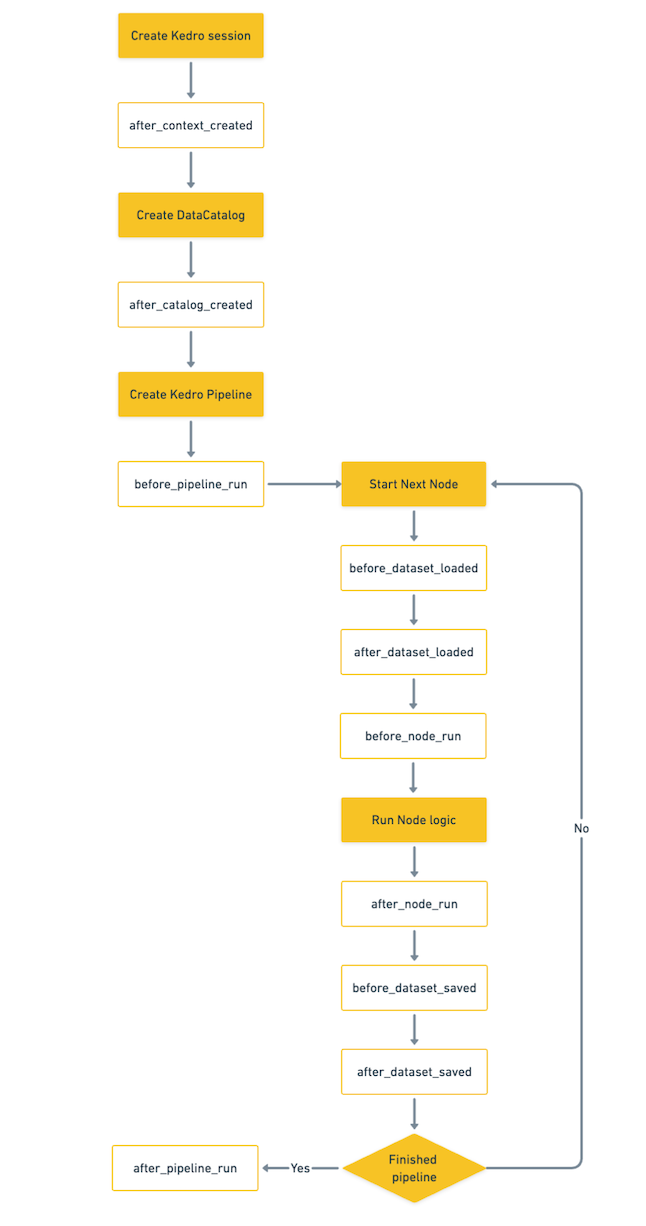 Create Kedro session
after_context_created
Create DataCatalog
after_catalog_created
Create Kedro Pipeline
before_pipeline_run
Start Next Node
before_dataset_loaded
after_dataset_loaded
before_node_run
Run Node logic
No
after_node_run
before_dataset_saved
after_dataset_saved
Finished
pipeline
Yes
after_pipeline_run